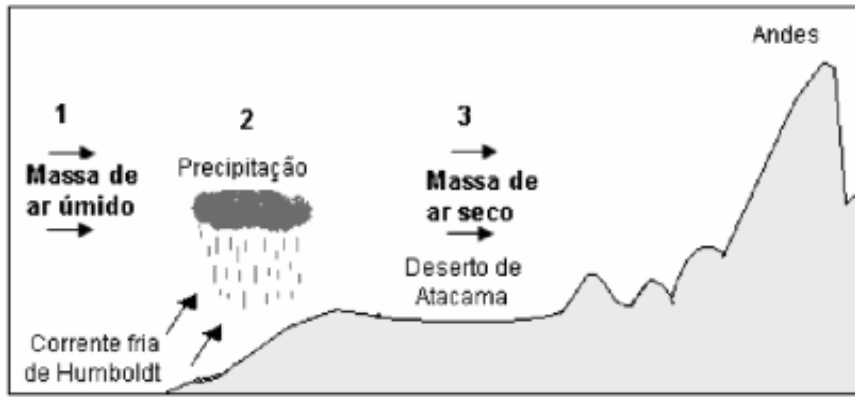 Andes
1
Massa de
ar úmido
2
Precipitação
3
Massa de
ar seco
Deserto de
Atacama
Corrente fria
de Humboldt